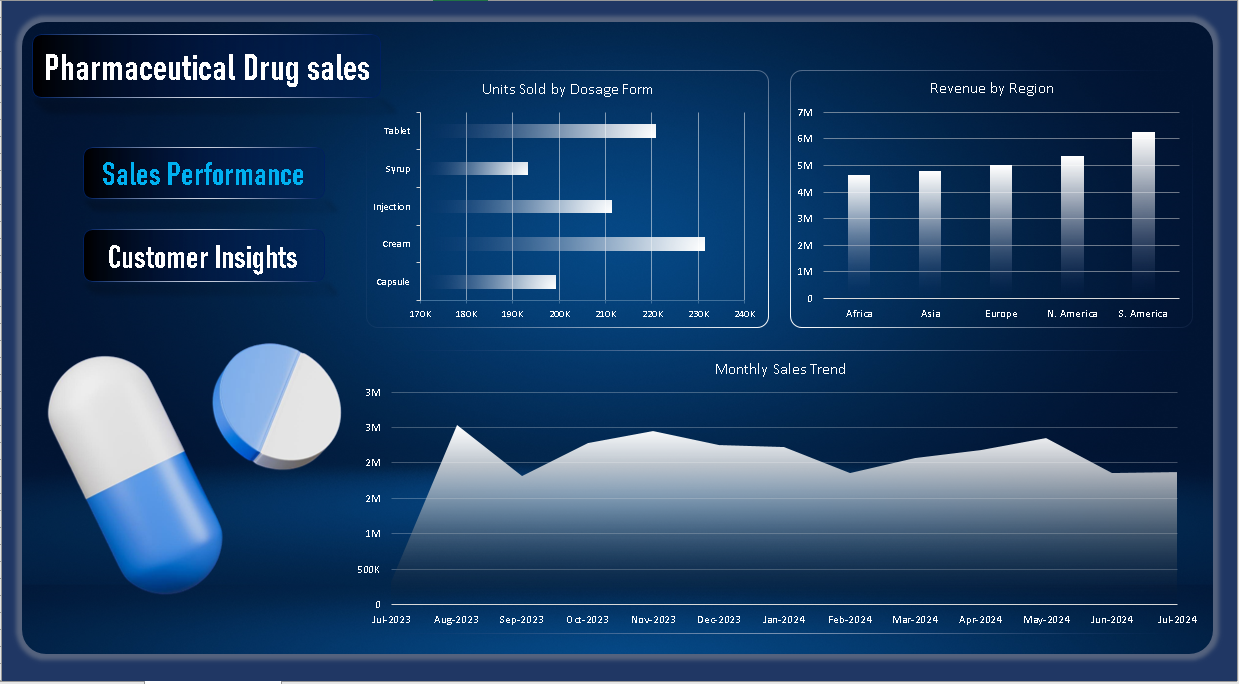 Pharmaceutical Drug sales
Sales Performance
Customer Insights
Units Sold by Dosage Form
Tablet
Syrup
Injection
Cream
Capsule
170K 180K 190K 200K 210K 220K 230K 240K
Revenue by Region
7M
6M
5M
4M
3M
2M
1M
0
Africa Asia Europe N. America S. America
Monthly Sales Trend
3M
3M
2M
2M
1M
500K
0
Jul-2023 Aug-2023 Sep-2023 Oct-2023 Nov-2023 Dec-2023 Jan-2024 Feb-2024 Mar-2024 Apr-2024 May-2024 Jun-2024 Jul-2024